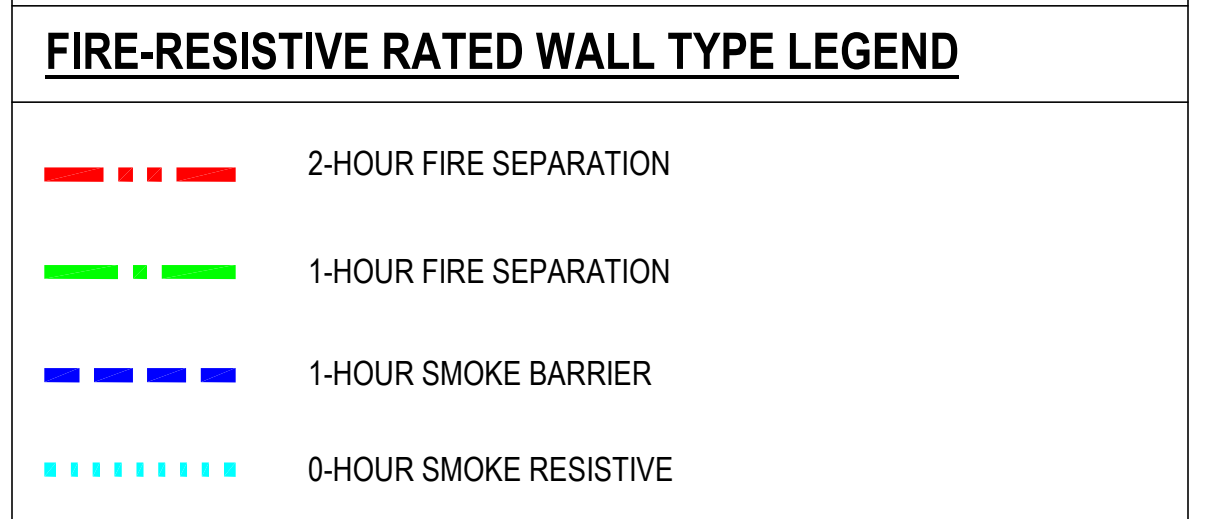 FIRE-RESISTIVE RATED WALL TYPE LEGEND
2-HOUR FIRE SEPARATION
1-HOUR FIRE SEPARATION
1-HOUR SMOKE BARRIER
0-HOUR SMOKE RESISTIVE